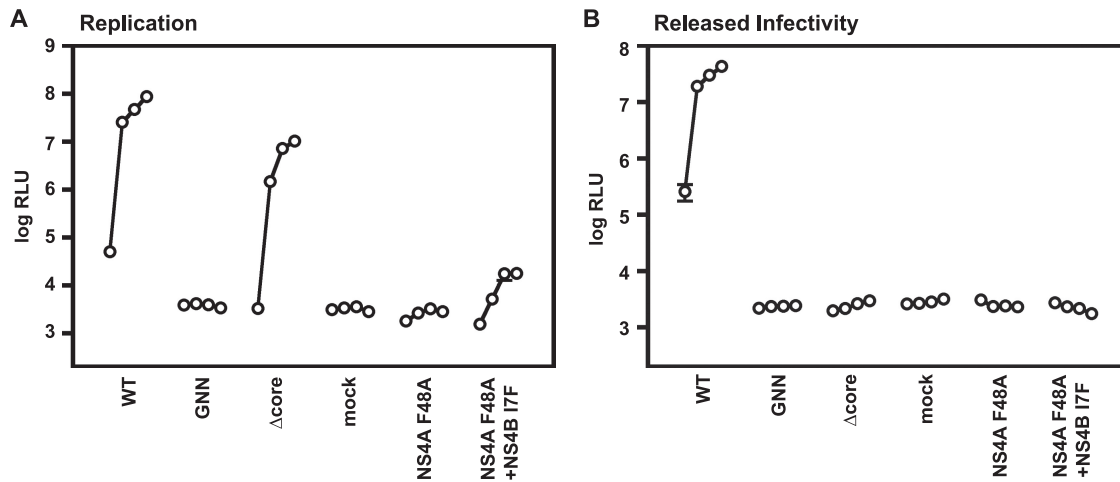 A Replication
9
8
7
6
5
4
3
log RLU
WT
GNN
Δcore
mock
NS4A F48A
NS4A F48A
+NS4B I7F
B Released Infectivity
8
7
6
5
4
3
log RLU
WT
GNN
Δcore
mock
NS4A F48A
NS4A F48A
+NS4B I7F